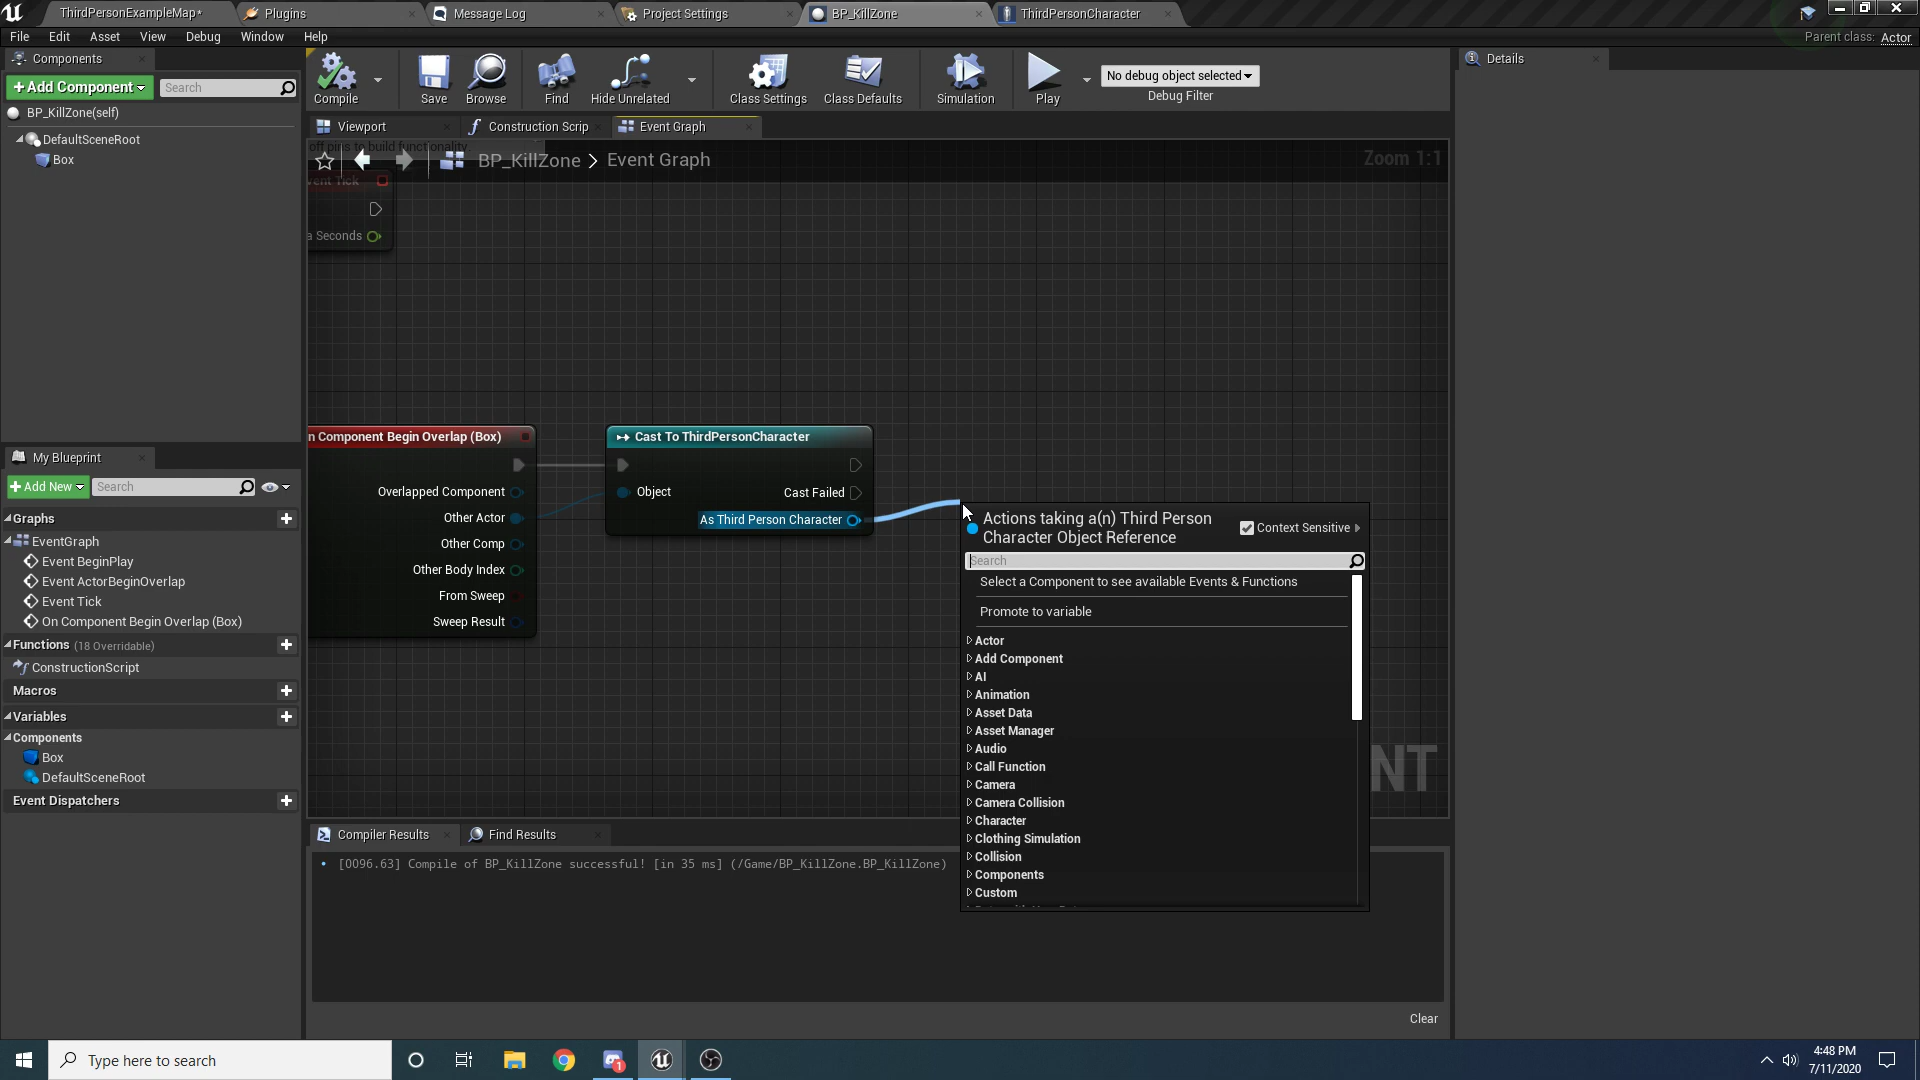 ThirdPersonExampleMap*
Plugins
Message Log
Project Settings
BP_KillZone
ThirdPersonCharacter
File Edit Asset View Debug Window Help
Parent class: Actor
Components
Details
+Add Component
Search
Compile
Save
Browse
Find
Hide Unrelated
Class Settings
Class Defaults
Simulation
Play
No debug object selected
Debug Filter
BP_KillZone(self)
DefaultSceneRoot
Box
Viewport
Construction Scrip
Event Graph
off pins to build functionality.
BP_KillZone > Event Graph
Zoom 1:1
vent Tick
a Seconds
n Component Begin Overlap (Box)
Overlapped Component
Other Actor
Other Comp
Other Body Index
From Sweep
Sweep Result
Cast To ThirdPersonCharacter
Object
Cast Failed
As Third Person Character
Actions taking a(n) Third Person
Character Object Reference
Context Sensitive
Search
Select a Component to see available Events & Functions
Promote to variable
Actor
Add Component
AI
Animation
Asset Data
Asset Manager
Audio
Call Function
Camera
Camera Collision
Character
Clothing Simulation
Collision
Components
Custom
NT
My Blueprint
+Add New
Search
Graphs
EventGraph
Event BeginPlay
Event ActorBeginOverlap
Event Tick
On Component Begin Overlap (Box)
Functions (18 Overridable)
ConstructionScript
Macros
Variables
Components
Box
DefaultSceneRoot
Event Dispatchers
Compiler Results
Find Results
[0096.63] Compile of BP_KillZone successful! [in 35 ms] (/Game/BP_KillZone.BP_KillZone)
Clear
Type here to search
1
4:48 PM
7/11/2020